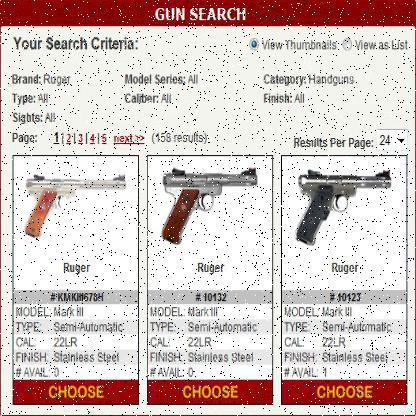 GUN SEARCH
Your Search Criteria: View Thumbnails View as List
Brand: Ruger Model Series: All Category: Handguns
Type: All Caliber: All Finish: All
Sights: All
Page: 1 | 2 | 3 | 4 | 5 next >> (158 results) Results Per Page: 24
Ruger Ruger Ruger
# KMKIII678H # 10132 # 10123
MODEL: Mark III MODEL: Mark III MODEL: Mark III
TYPE: Semi-Automatic TYPE: Semi-Automatic TYPE: Semi-Automatic
CAL: 22LR CAL: 22LR CAL: 22LR
FINISH: Stainless Steel FINISH: Stainless Steel FINISH: Stainless Steel
# AVAIL: 0 # AVAIL: 0 # AVAIL: 1
CHOOSE CHOOSE CHOOSE